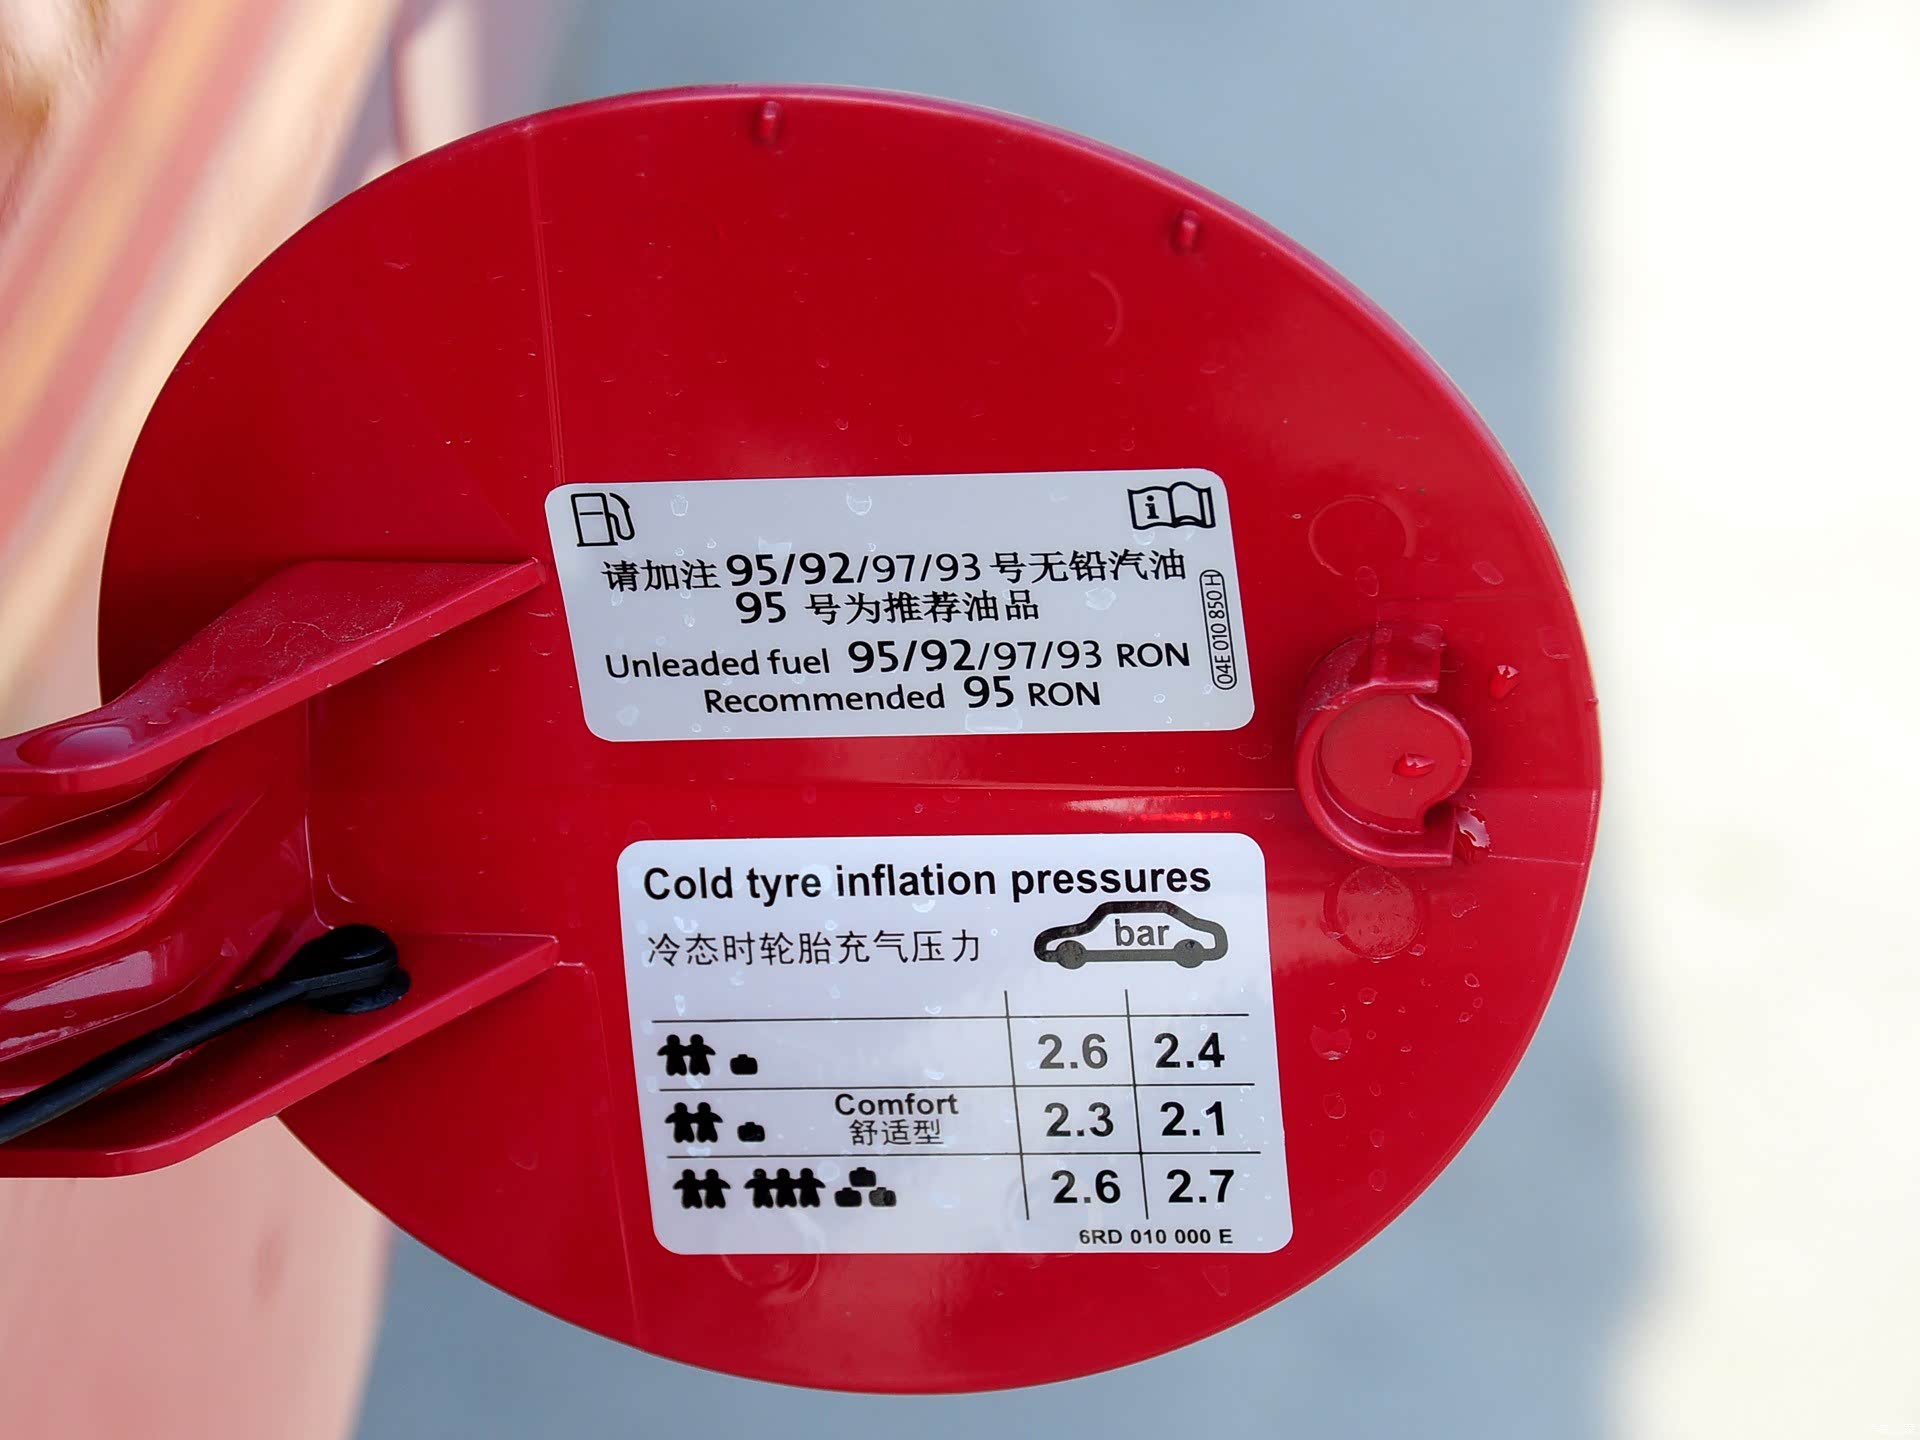 请加注 95/92/97/93 号无铅汽油
95 号为推荐油品
Unleaded fuel 95/92/97/93 RON
Recommended 95 RON
04E 010 850 H
Cold tyre inflation pressures
冷态时轮胎充气压力
bar
2.6 2.4
Comfort
舒适型
2.3 2.1
2.6 2.7
6RD 010 000 E